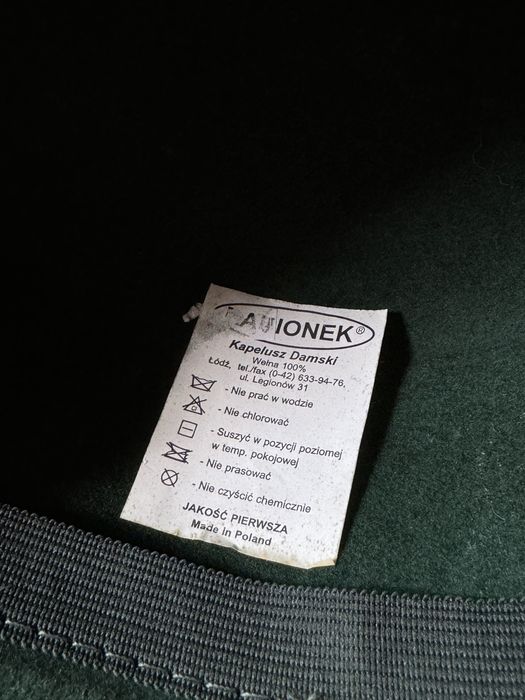 Kapelusz Damski
Wełna 100%
Łódź, tel./fax (0-42) 633-94-76,
ul. Legionów 31
- Nie prać w wodzie
- Nie chlorować
- Suszyć w pozycji poziomej
w temp. pokojowej
- Nie prasować
- Nie czyścić chemicznie
JAKOŚĆ PIERWSZA
Made in Poland